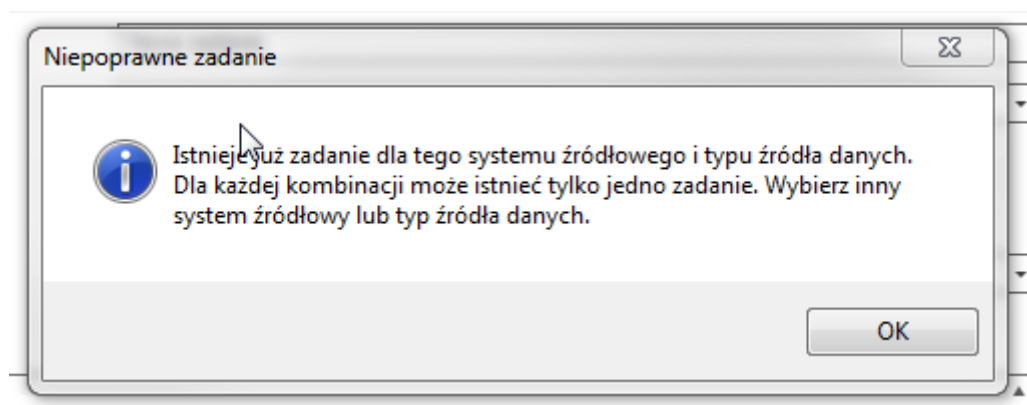 Niepoprawne zadanie
Istnieje już zadanie dla tego systemu źródłowego i typu źródła danych.
Dla każdej kombinacji może istnieć tylko jedno zadanie. Wybierz inny
system źródłowy lub typ źródła danych.
OK